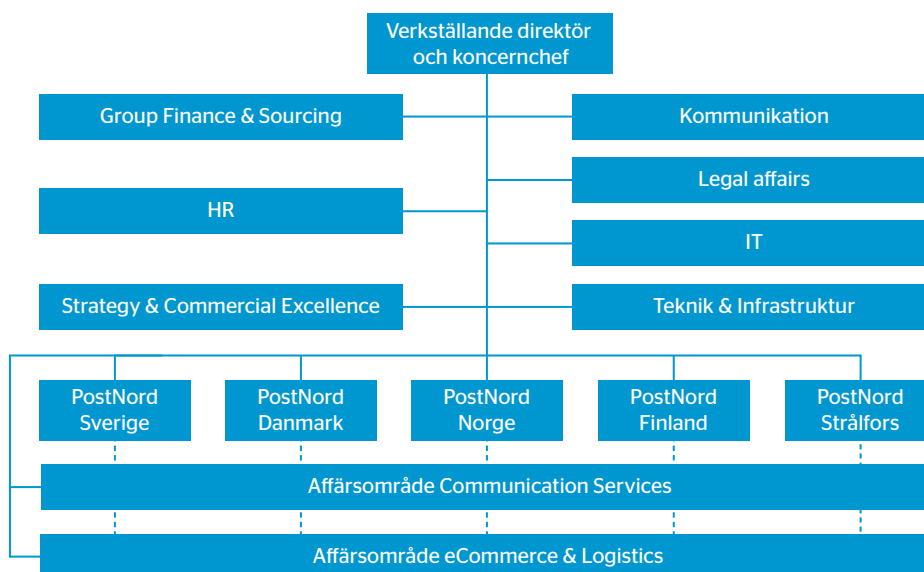 Verkställande direktör
och koncernchef
Group Finance & Sourcing
Kommunikation
Legal affairs
HR
IT
Strategy & Commercial Excellence
Teknik & Infrastruktur
PostNord
Sverige
PostNord
Danmark
PostNord
Norge
PostNord
Finland
PostNord
Strålfors
Affärsområde Communication Services
Affärsområde eCommerce & Logistics